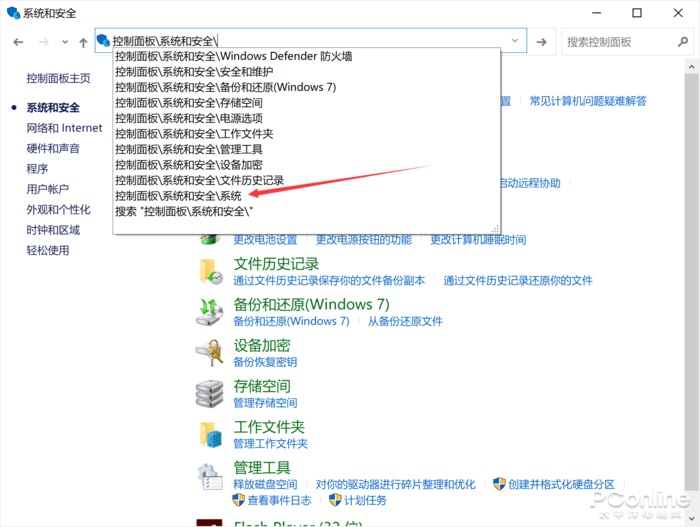 系统和安全
控制面板\系统和安全\
搜索控制面板
控制面板\系统和安全\Windows Defender 防火墙
控制面板\系统和安全\安全和维护
控制面板\系统和安全\备份和还原(Windows 7)
控制面板\系统和安全\存储空间
控制面板\系统和安全\电源选项
控制面板\系统和安全\工作文件夹
控制面板\系统和安全\管理工具
控制面板\系统和安全\设备加密
控制面板\系统和安全\文件历史记录
控制面板\系统和安全\系统
搜索 "控制面板\系统和安全\"
控制面板主页
系统和安全
网络和 Internet
硬件和声音
程序
用户帐户
外观和个性化
时钟和区域
轻松使用
置 常见计算机问题疑难解答
启动远程协助
更改电池设置 更改电源按钮的功能 更改计算机睡眠时间
文件历史记录
通过文件历史记录保存你的文件备份副本 通过文件历史记录还原你的文件
备份和还原(Windows 7)
备份和还原(Windows 7) 从备份还原文件
设备加密
备份恢复密钥
存储空间
管理存储空间
工作文件夹
管理工作文件夹
管理工具
释放磁盘空间 对你的驱动器进行碎片整理和优化 创建并格式化硬盘分区
查看事件日志 计划任务
Flash Player (32 位)
PConline
太平洋电脑网